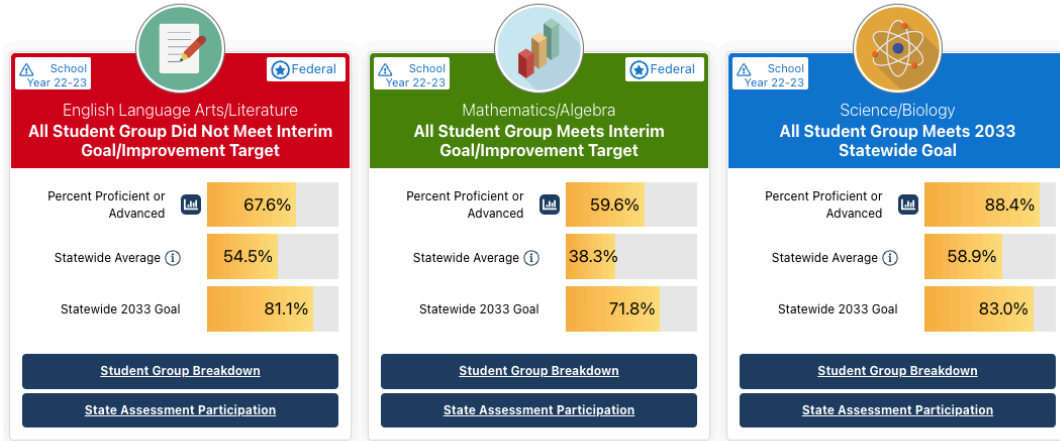 School
Year 22-23
Federal
English Language Arts/Literature
All Student Group Did Not Meet Interim
Goal/Improvement Target
Percent Proficient or
Advanced
67.6%
Statewide Average
54.5%
Statewide 2033 Goal
81.1%
Student Group Breakdown
State Assessment Participation
School
Year 22-23
Federal
Mathematics/Algebra
All Student Group Meets Interim
Goal/Improvement Target
Percent Proficient or
Advanced
59.6%
Statewide Average
38.3%
Statewide 2033 Goal
71.8%
Student Group Breakdown
State Assessment Participation
School
Year 22-23
Science/Biology
All Student Group Meets 2033
Statewide Goal
Percent Proficient or
Advanced
88.4%
Statewide Average
58.9%
Statewide 2033 Goal
83.0%
Student Group Breakdown
State Assessment Participation